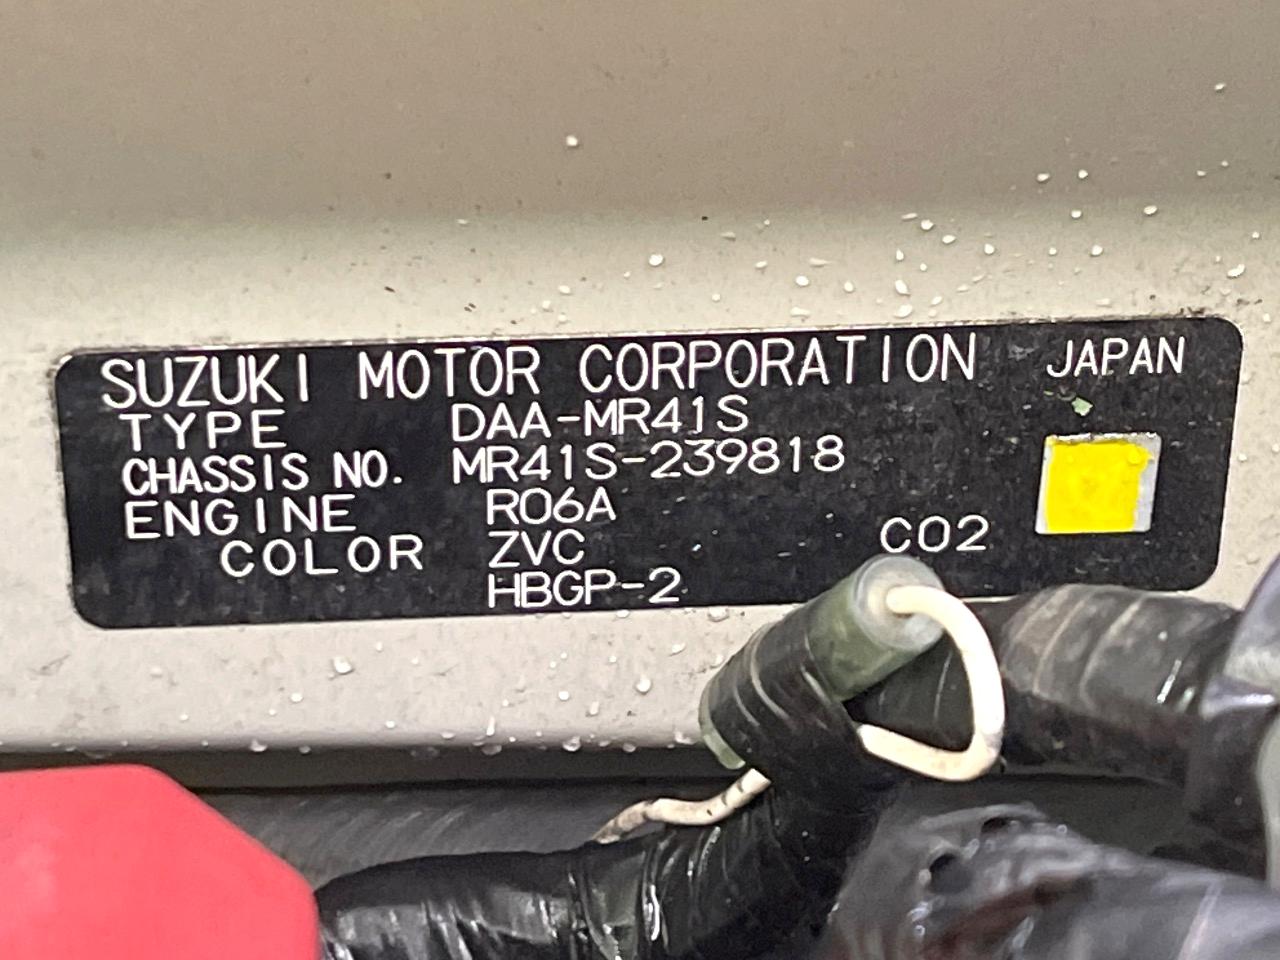 SUZUKI MOTOR CORPORATION JAPAN
TYPE DAA-MR41S
CHASSIS NO. MR41S-239818
ENGINE R06A
COLOR ZVC C02
HBGP-2